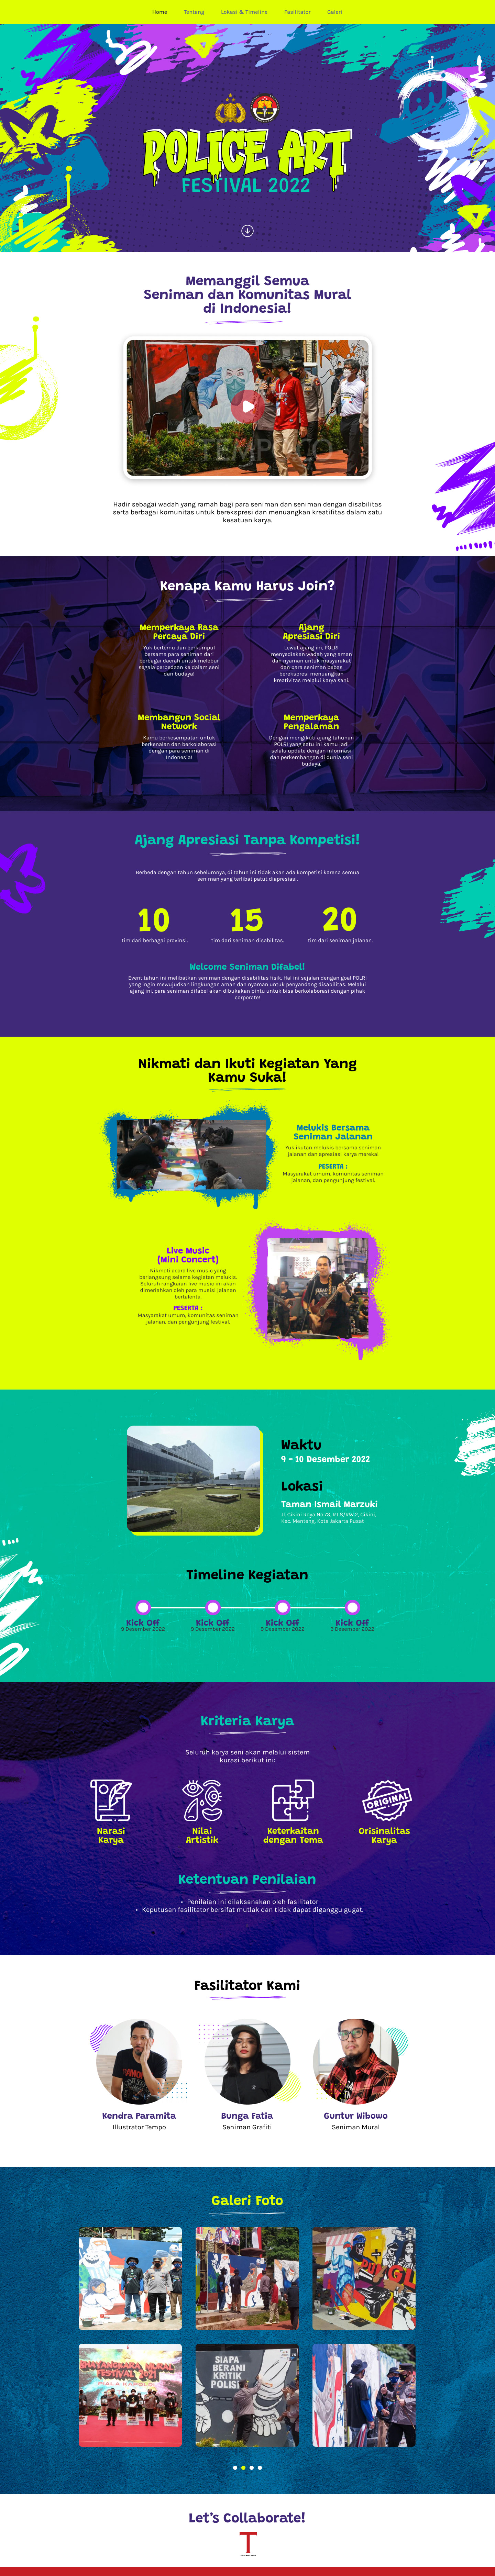 Home Tentang Lokasi & Timeline Fasilitator Galeri
POLICE ART
FESTIVAL 2022
Memanggil Semua
Seniman dan Komunitas Mural
di Indonesia!
TEMPO.CO
Hadir sebagai wadah yang ramah bagi para seniman dan seniman dengan disabilitas
serta berbagai komunitas untuk berekspresi dan menuangkan kreatifitas dalam satu
kesatuan karya.
Kenapa Kamu Harus Join?
Memperkaya Rasa
Percaya Diri
Yuk bertemu dan berkumpul
bersama para seniman dari
berbagai daerah untuk melebur
segala perbedaan ke dalam seni
dan budaya!
Ajang
Apresiasi Diri
Lewat ajang ini, POLRI
menyediakan wadah yang aman
dan nyaman untuk masyarakat
dan para seniman bebas
berekspresi menuangkan
kreativitas melalui karya seni.
Membangun Social
Network
Kamu berkesempatan untuk
berkenalan dan berkolaborasi
dengan para seniman di
Indonesia!
Memperkaya
Pengalaman
Dengan mengikuti ajang tahunan
POLRI yang satu ini kamu jadi
selalu update dengan informasi
dan perkembangan di dunia seni
budaya.
Ajang Apresiasi Tanpa Kompetisi!
Berbeda dengan tahun sebelumnya, di tahun ini tidak akan ada kompetisi karena semua
seniman yang terlibat patut diapresiasi.
10
tim dari berbagai provinsi.
15
tim dari seniman disabilitas.
20
tim dari seniman jalanan.
Welcome Seniman Difabel!
Event tahun ini melibatkan seniman dengan disabilitas fisik. Hal ini sejalan dengan goal POLRI
yang ingin mewujudkan lingkungan aman dan nyaman untuk penyandang disabilitas. Melalui
ajang ini, para seniman difabel akan dibukakan pintu untuk bisa berkolaborasi dengan pihak
corporate!
Nikmati dan Ikuti Kegiatan Yang
Kamu Suka!
Melukis Bersama
Seniman Jalanan
Yuk ikutan melukis bersama seniman
jalanan dan apresiasi karya mereka!
PESERTA :
Masyarakat umum, komunitas seniman
jalanan, dan pengunjung festival.
Live Music
(Mini Concert)
Nikmati acara live music yang
berlangsung selama kegiatan melukis.
Seluruh rangkaian live music ini akan
dimeriahkan oleh para musisi jalanan
bertalenta.
PESERTA :
Masyarakat umum, komunitas seniman
jalanan, dan pengunjung festival.
Waktu
9 - 10 Desember 2022
Lokasi
Taman Ismail Marzuki
Jl. Cikini Raya No.73, RT.8/RW.2, Cikini,
Kec. Menteng, Kota Jakarta Pusat
Timeline Kegiatan
Kick Off Kick Off Kick Off Kick Off
9 Desember 2022 9 Desember 2022 9 Desember 2022 9 Desember 2022
Kriteria Karya
Seluruh karya seni akan melalui sistem
kurasi berikut ini:
ORIGINAL
Narasi
Karya
Nilai
Artistik
Keterkaitan
dengan Tema
Orisinalitas
Karya
Ketentuan Penilaian
• Penilaian ini dilaksanakan oleh fasilitator
• Keputusan fasilitator bersifat mutlak dan tidak dapat diganggu gugat.
Fasilitator Kami
Kendra Paramita
Illustrator Tempo
Bunga Fatia
Seniman Grafiti
Guntur Wibowo
Seniman Mural
Galeri Foto
SIAPA
BERANI
KRITIK
POLISI
Let's Collaborate!
T